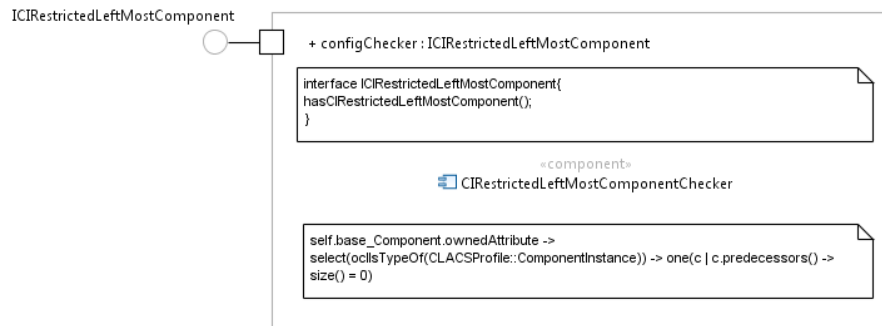 ICIRestrictedLeftMostComponent
+ configChecker : ICIRestrictedLeftMostComponent
interface ICIRestrictedLeftMostComponent{
hasCIRestrictedLeftMostComponent();
}
«component»
CIRestrictedLeftMostComponentChecker
self.base_Component.ownedAttribute ->
select(oclIsTypeOf(CLACSProfile::ComponentInstance)) -> one(c | c.predecessors() ->
size() = 0)